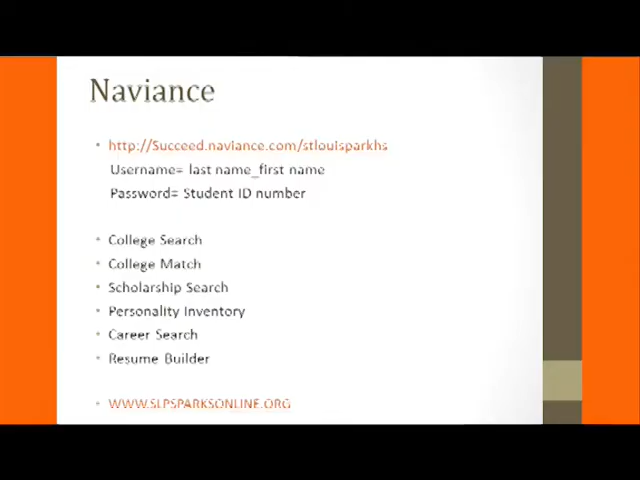 Naviance
• http://Succeed.naviance.com/stlouisparkhs
Username= last name_first name
Password= Student ID number
• College Search
• College Match
• Scholarship Search
• Personality Inventory
• Career Search
• Resume Builder
• WWW.SLPSPARKSONLINE.ORG